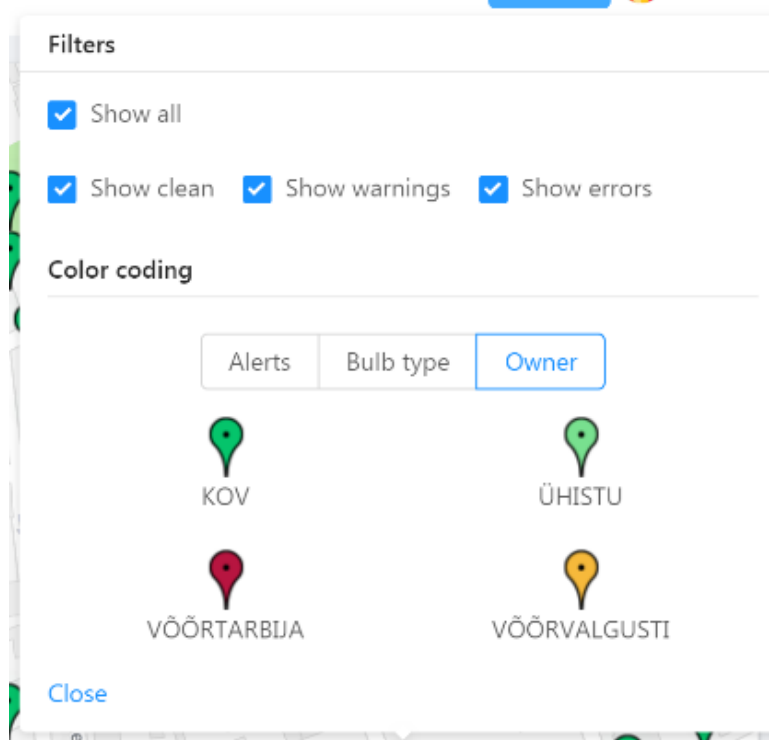 Filters
Show all
Show clean Show warnings Show errors
Color coding
Alerts Bulb type Owner
KOV ÜHISTU
VÕÕRTARBIJA VÕÕRVALGUSTI
Close